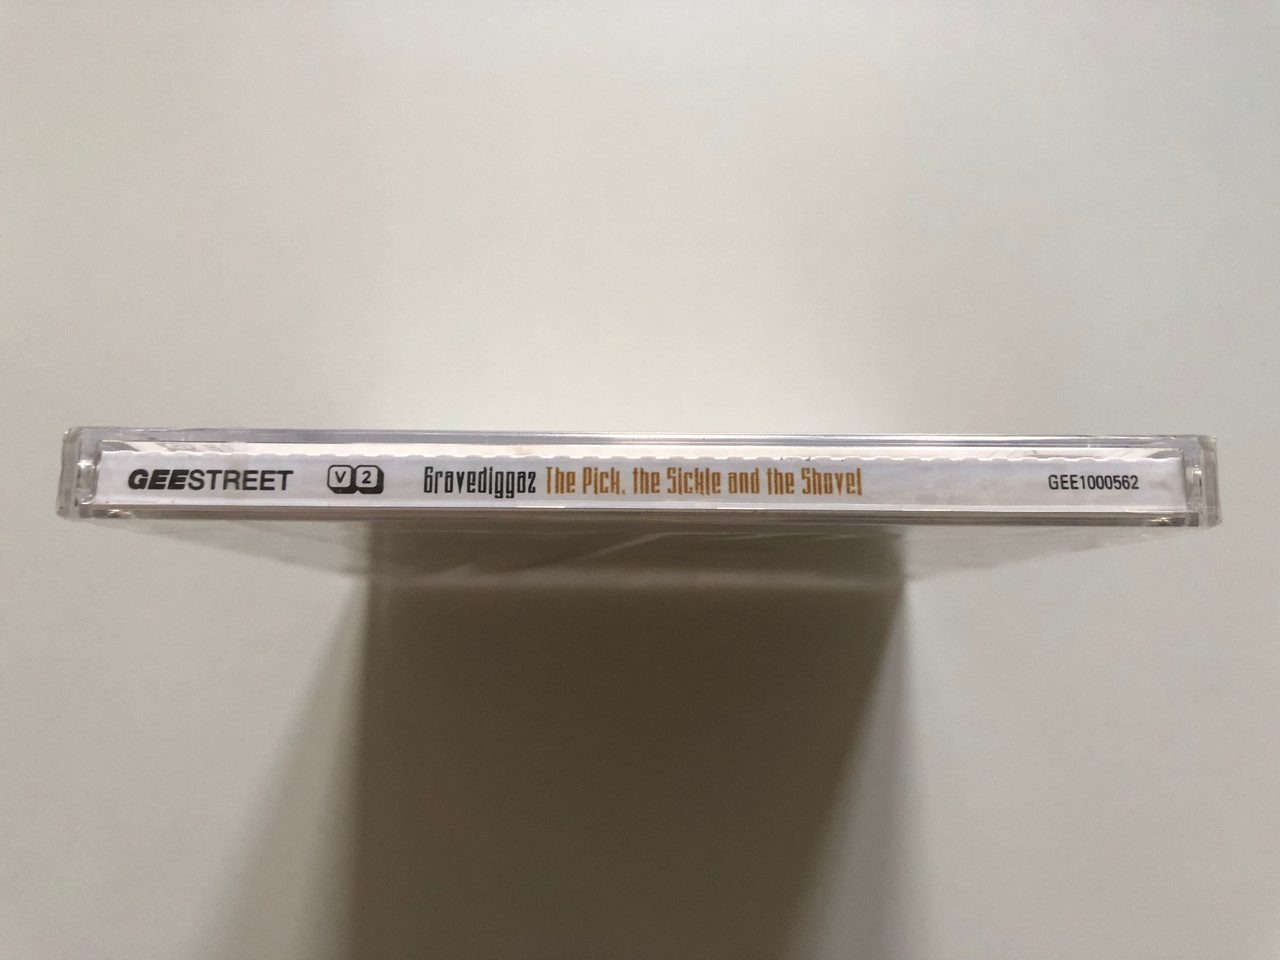 GEESTREET V2 Gravediggaz The Pick, the Sickle and the Shovel GEE1000562